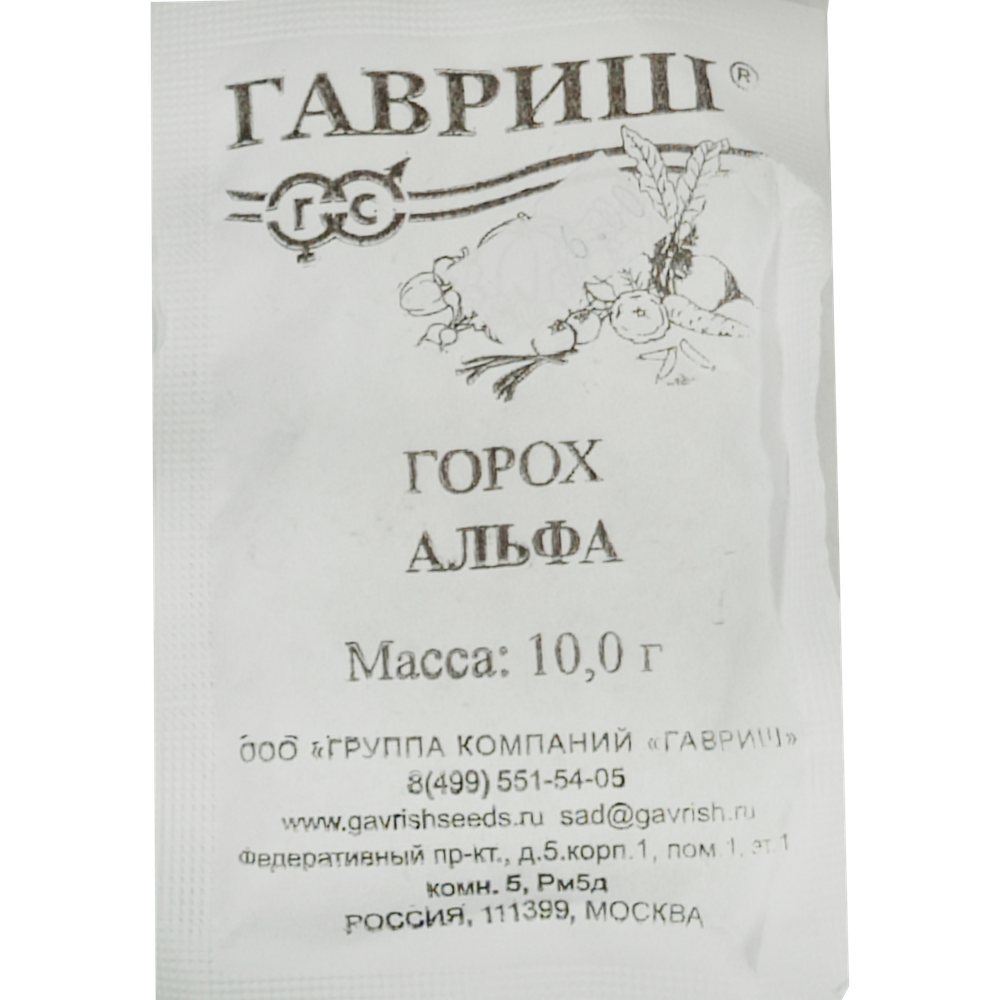 ГАВРИШ®
ГС
ГОРОХ
АЛЬФА
Масса: 10,0 г
ООО «ГРУППА КОМПАНИЙ «ГАВРИШ»
8(499) 551-54-05
www.gavrishseeds.ru sad@gavrish.ru
Федеративный пр-кт., д.5.корп.1, пом.1, эт.1
комн. 5, Рм5д
РОССИЯ, 111399, МОСКВА